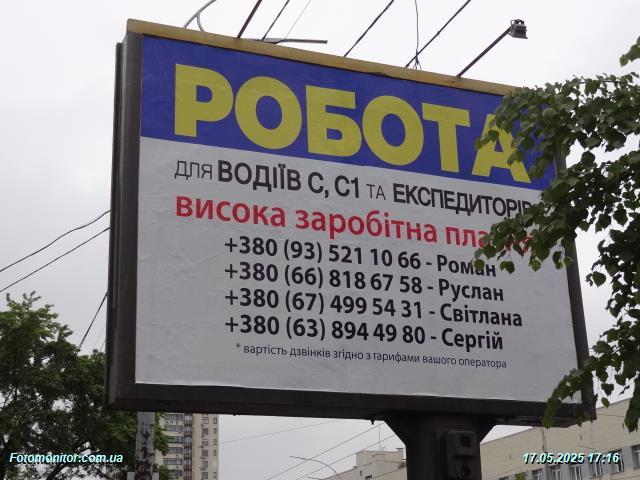 РОБОТА
ДЛЯ ВОДІЇВ С, С1 ТА ЕКСПЕДИТОРІВ
висока заробітна плата
+380 (93) 521 10 66 - Роман
+380 (66) 818 67 58 - Руслан
+380 (67) 499 54 31 - Світлана
+380 (63) 894 49 80 - Сергій
* вартість дзвінків згідно з тарифами вашого оператора
Fotomonitor.com.ua
17.05.2025 17:16